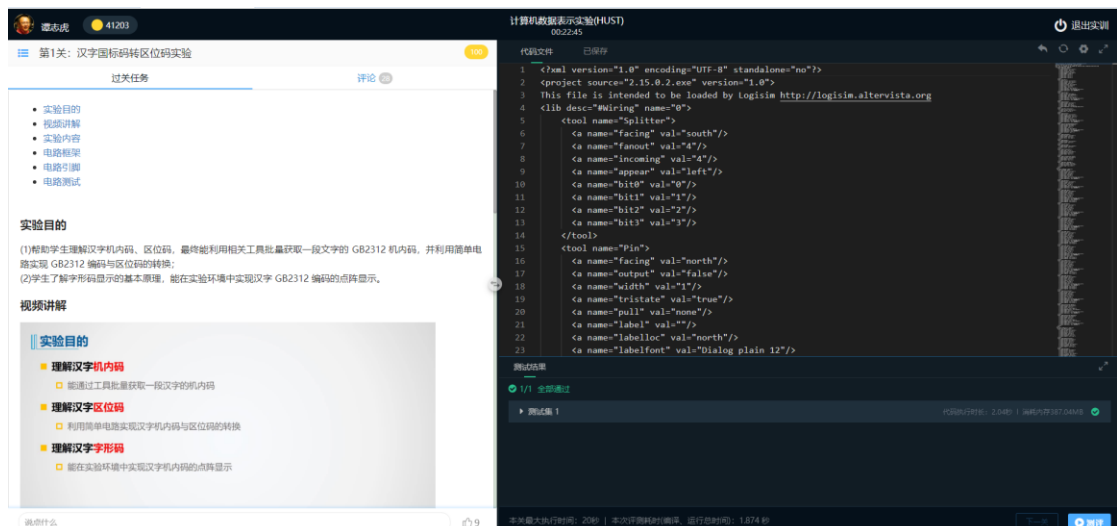 谭志虎
41203
计算机数据表示实验(HUST)
00:22:45
退出实训
第1关：汉字国标码转区位码实验
100
过关任务
评论 28
实验目的
视频讲解
实验内容
电路框架
电路引脚
电路测试
实验目的
(1)帮助学生理解汉字机内码、区位码，最终能利用相关工具批量获取一段文字的 GB2312 机内码，并利用简单电
路实现 GB2312 编码与区位码的转换；
(2)学生了解字形码显示的基本原理，能在实验环境中实现汉字 GB2312 编码的点阵显示。
视频讲解
实验目的
理解汉字机内码
能通过工具批量获取一段汉字的机内码
理解汉字区位码
利用简单电路实现汉字机内码与区位码的转换
理解汉字字形码
能在实验环境中实现汉字机内码的点阵显示
说点什么
9
代码文件
已保存
1 <?xml version="1.0" encoding="UTF-8" standalone="no"?>
2 <project source="2.15.0.2.exe" version="1.0">
3 This file is intended to be loaded by Logisim http://logisim.altervista.org
4 <lib desc="#Wiring" name="0">
5 <tool name="Splitter">
6 <a name="facing" val="south"/>
7 <a name="fanout" val="4"/>
8 <a name="incoming" val="4"/>
9 <a name="appear" val="left"/>
10 <a name="bit0" val="0"/>
11 <a name="bit1" val="1"/>
12 <a name="bit2" val="2"/>
13 <a name="bit3" val="3"/>
14 </tool>
15 <tool name="Pin">
16 <a name="facing" val="north"/>
17 <a name="output" val="false"/>
18 <a name="width" val="1"/>
19 <a name="tristate" val="true"/>
20 <a name="pull" val="none"/>
21 <a name="label" val=""/>
22 <a name="labelloc" val="north"/>
23 <a name="labelfont" val="Dialog plain 12"/>
测试结果
1/1 全部通过
测试集 1
代码执行时长：2.04秒 | 消耗内存387.04MB
本关最大执行时间：20秒 | 本次评测耗时(编译、运行总时间)：1.874 秒
下一关
评测